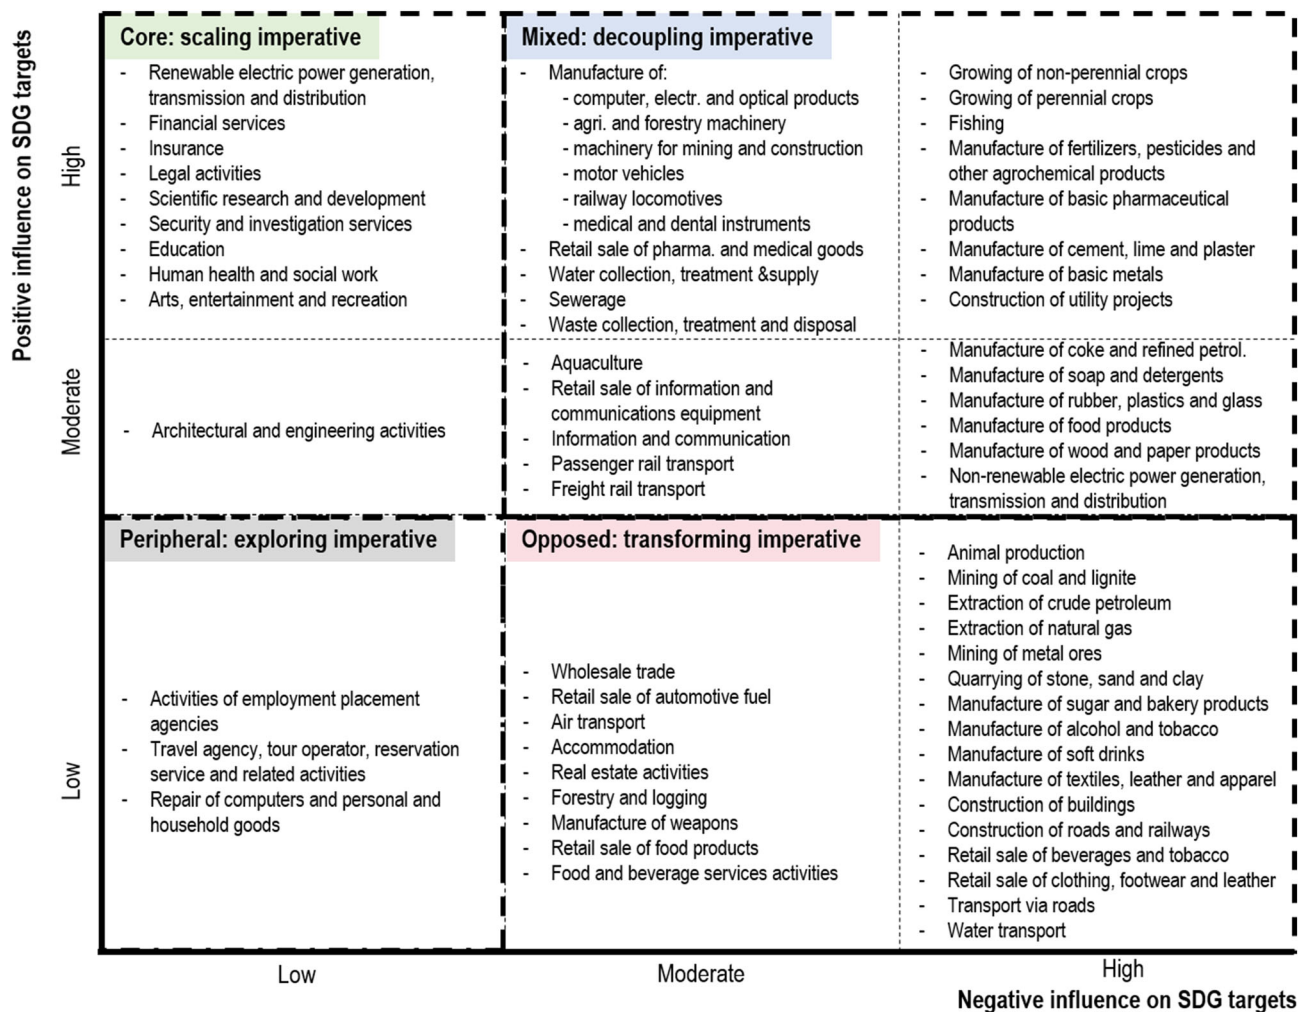 Positive influence on SDG targets
High
Core: scaling imperative
- Renewable electric power generation,
transmission and distribution
- Financial services
- Insurance
- Legal activities
- Scientific research and development
- Security and investigation services
- Education
- Human health and social work
- Arts, entertainment and recreation
Mixed: decoupling imperative
- Manufacture of:
- computer, electr. and optical products
- agri. and forestry machinery
- machinery for mining and construction
- motor vehicles
- railway locomotives
- medical and dental instruments
- Retail sale of pharma. and medical goods
- Water collection, treatment &supply
- Sewerage
- Waste collection, treatment and disposal
- Growing of non-perennial crops
- Growing of perennial crops
- Fishing
- Manufacture of fertilizers, pesticides and
other agrochemical products
- Manufacture of basic pharmaceutical
products
- Manufacture of cement, lime and plaster
- Manufacture of basic metals
- Construction of utility projects
Moderate
- Architectural and engineering activities
- Aquaculture
- Retail sale of information and
communications equipment
- Information and communication
- Passenger rail transport
- Freight rail transport
- Manufacture of coke and refined petrol.
- Manufacture of soap and detergents
- Manufacture of rubber, plastics and glass
- Manufacture of food products
- Manufacture of wood and paper products
- Non-renewable electric power generation,
transmission and distribution
Low
Peripheral: exploring imperative
- Activities of employment placement
agencies
- Travel agency, tour operator, reservation
service and related activities
- Repair of computers and personal and
household goods
Opposed: transforming imperative
- Wholesale trade
- Retail sale of automotive fuel
- Air transport
- Accommodation
- Real estate activities
- Forestry and logging
- Manufacture of weapons
- Retail sale of food products
- Food and beverage services activities
- Animal production
- Mining of coal and lignite
- Extraction of crude petroleum
- Extraction of natural gas
- Mining of metal ores
- Quarrying of stone, sand and clay
- Manufacture of sugar and bakery products
- Manufacture of alcohol and tobacco
- Manufacture of soft drinks
- Manufacture of textiles, leather and apparel
- Construction of buildings
- Construction of roads and railways
- Retail sale of beverages and tobacco
- Retail sale of clothing, footwear and leather
- Transport via roads
- Water transport
Low
Moderate
High
Negative influence on SDG targets